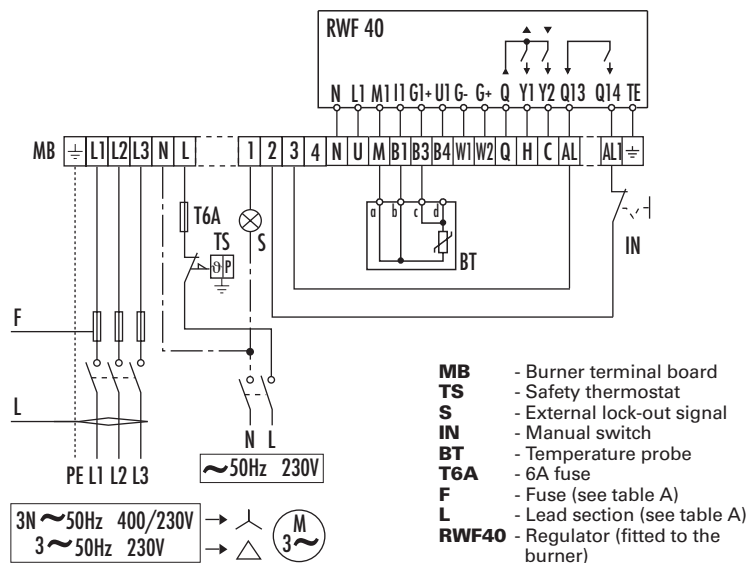 RWF 40
N L1 M1 I1 G1+ U1 G- G+ Q Y1 Y2 Q13 Q14 TE
MB L1 L2 L3 N L 1 2 3 4 N U M B1 B3 B4 W1 W2 Q H C AL AL1
a b c d
T6A
TS
S
ϑ P
BT
IN
F
L
N L
PE L1 L2 L3
~50Hz 230V
3N ~50Hz 400/230V
3 ~ 50Hz 230V
M
3~
MB - Burner terminal board
TS - Safety thermostat
S - External lock-out signal
IN - Manual switch
BT - Temperature probe
T6A - 6A fuse
F - Fuse (see table A)
L - Lead section (see table A)
RWF40 - Regulator (fitted to the
burner)